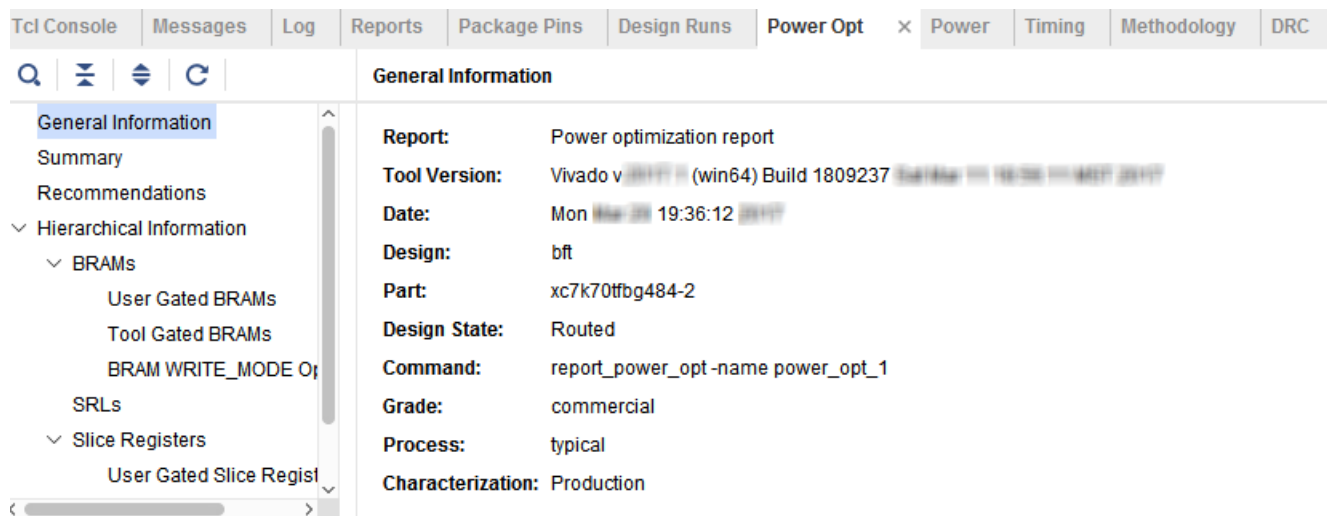 Tcl Console Messages Log Reports Package Pins Design Runs Power Opt × Power Timing Methodology DRC
General Information
Summary
Recommendations
Hierarchical Information
BRAMs
User Gated BRAMs
Tool Gated BRAMs
BRAM WRITE_MODE
SRLs
Slice Registers
User Gated Slice Regist
General Information
Report: Power optimization report
Tool Version: Vivado v (win64) Build 1809237
Date: Mon 19:36:12
Design: bft
Part: xc7k70tfbg484-2
Design State: Routed
Command: report_power_opt -name power_opt_1
Grade: commercial
Process: typical
Characterization: Production